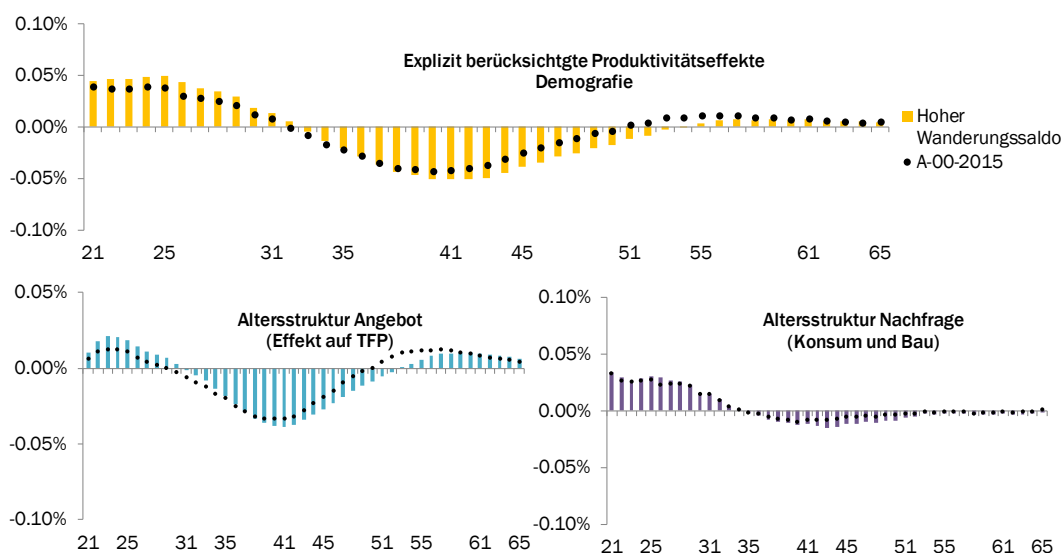 0.10%
Explizit berücksichtgte Produktivitätseffekte
Demografie
0.05%
0.00%
-0.05%
-0.10%
Hoher
Wanderungssaldo
A-00-2015
21 25 31 35 41 45 51 55 61 65
0.05%
Altersstruktur Angebot
(Effekt auf TFP)
0.00%
-0.05%
-0.10%
21 25 31 35 41 45 51 55 61 65
0.10%
Altersstruktur Nachfrage
(Konsum und Bau)
0.05%
0.00%
-0.05%
-0.10%
21 25 31 35 41 45 51 55 61 65